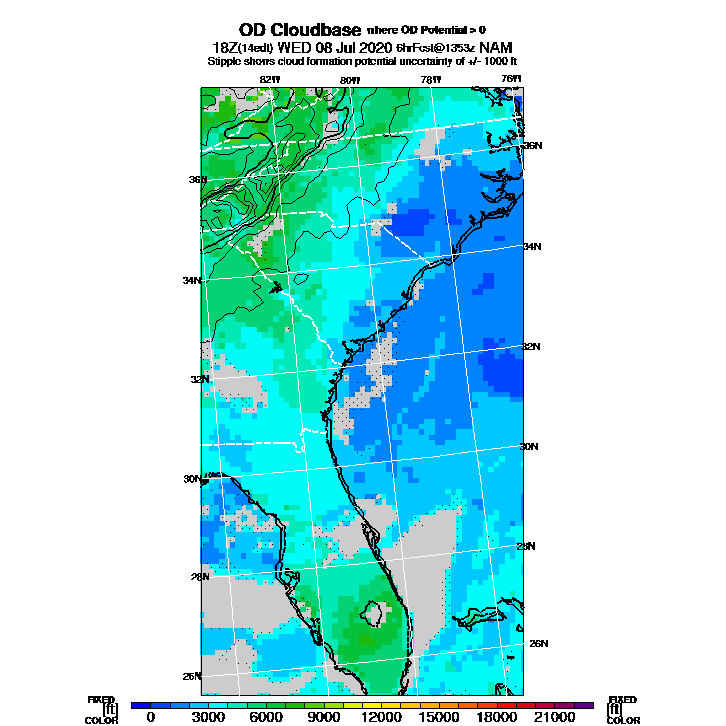 OD Cloudbase where OD Potential > 0
18Z(14edt) WED 08 Jul 2020 6hrFcst@1353z NAM
Stipple shows cloud formation potential uncertainty of +/- 1000 ft
82W 80W 78W 76W
36N
36N
34N
34N
32N
32N
30N
30N
28N
28N
26N
26N
FIXED FIXED
[ft] 0 3000 6000 9000 12000 15000 18000 21000 [ft]
COLOR COLOR